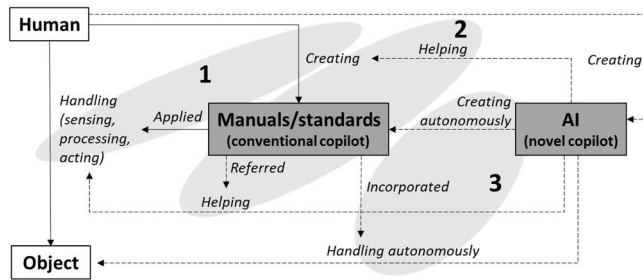 Human
2
Helping
Creating
Creating
1
Handling
(sensing,
processing,
acting)
Applied
Manuals/standards
(conventional copilot)
Creating
autonomously
AI
(novel copilot)
Referred
Helping
Incorporated
3
Handling autonomously
Object